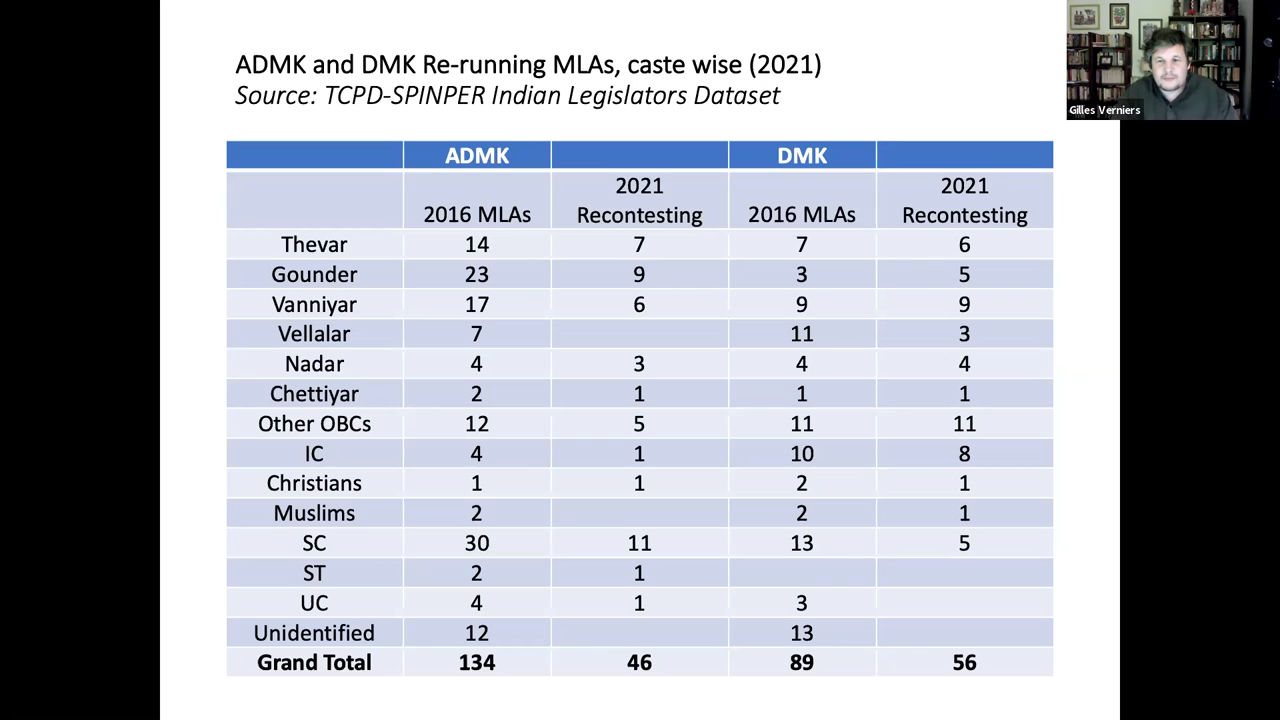 ADMK and DMK Re-running MLAs, caste wise (2021)
Source: TCPD-SPINPER Indian Legislators Dataset
Gilles Verniers
ADMK DMK
2016 MLAs 2021 Recontesting 2016 MLAs 2021 Recontesting
Thevar 14 7 7 6
Gounder 23 9 3 5
Vanniyar 17 6 9 9
Vellalar 7 11 3
Nadar 4 3 4 4
Chettiyar 2 1 1 1
Other OBCs 12 5 11 11
IC 4 1 10 8
Christians 1 1 2 1
Muslims 2 2 1
SC 30 11 13 5
ST 2 1
UC 4 1 3
Unidentified 12 13
Grand Total 134 46 89 56